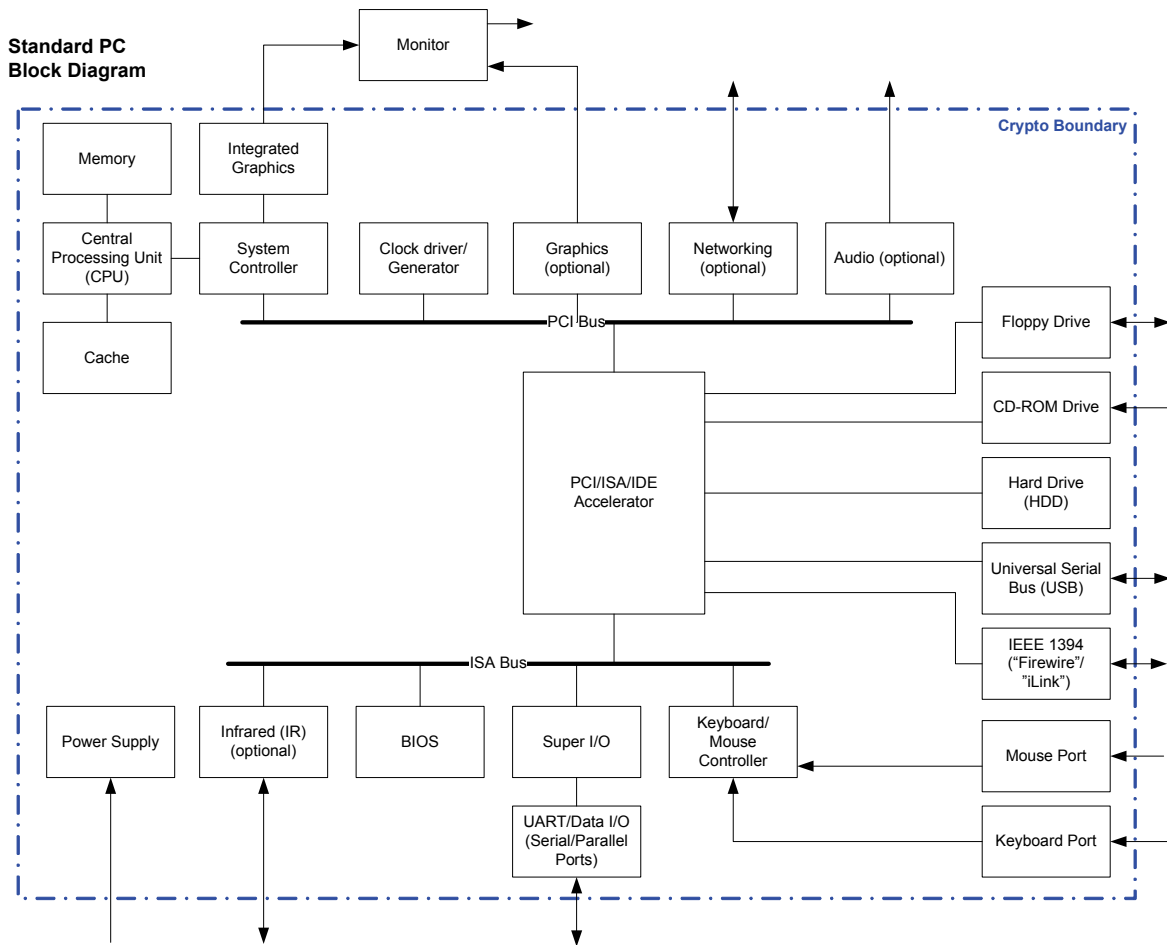 Standard PC
Block Diagram
Monitor
Crypto Boundary
Memory
Integrated
Graphics
Central
Processing Unit
(CPU)
System
Controller
Clock driver/
Generator
Graphics
(optional)
Networking
(optional)
Audio (optional)
PCI Bus
Cache
Floppy Drive
CD-ROM Drive
PCI/ISA/IDE
Accelerator
Hard Drive
(HDD)
Universal Serial
Bus (USB)
IEEE 1394
(“Firewire”/
”iLink”)
ISA Bus
Power Supply
Infrared (IR)
(optional)
BIOS
Super I/O
Keyboard/
Mouse
Controller
Mouse Port
UART/Data I/O
(Serial/Parallel
Ports)
Keyboard Port